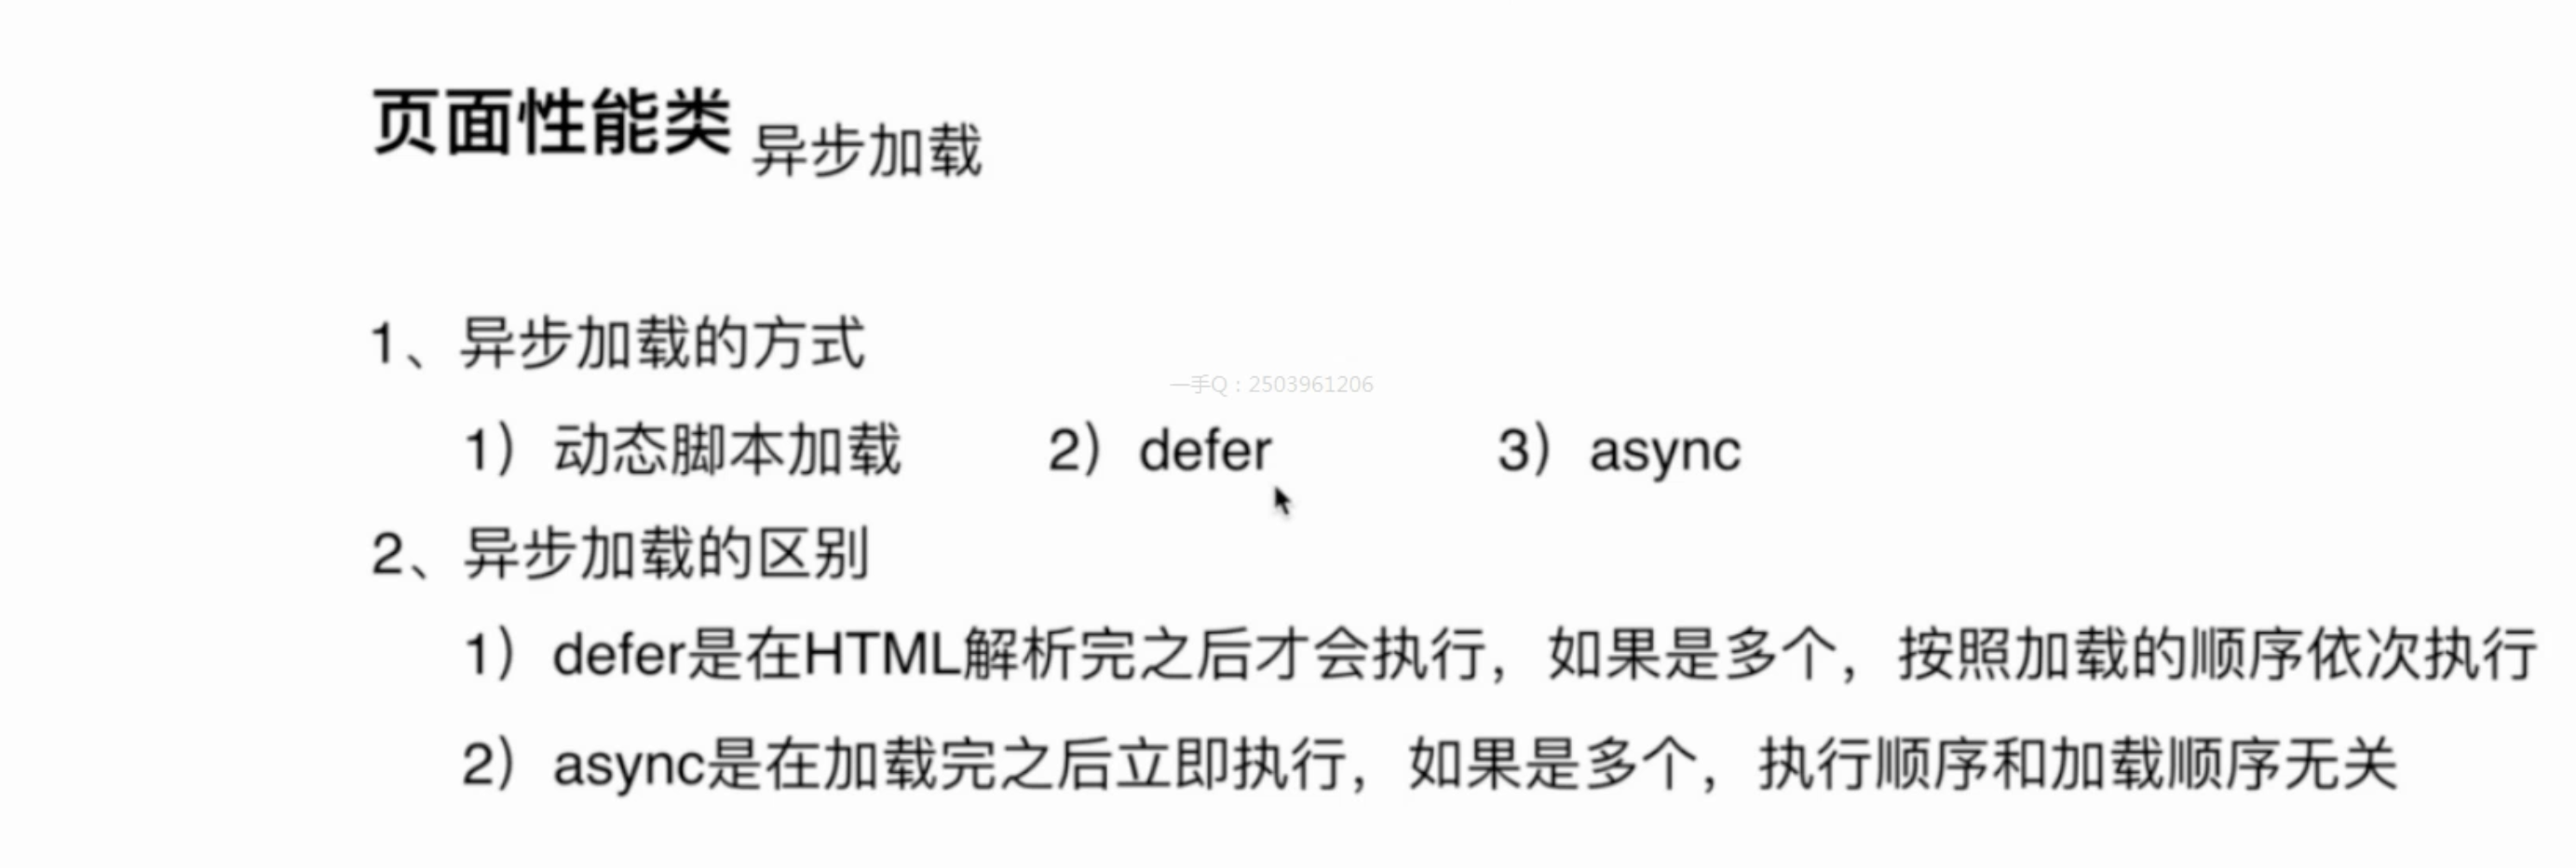 页面性能类 异步加载
1、异步加载的方式
一手Q：2503961206
1）动态脚本加载 2）defer 3）async
2、异步加载的区别
1）defer是在HTML解析完之后才会执行，如果是多个，按照加载的顺序依次执行
2）async是在加载完之后立即执行，如果是多个，执行顺序和加载顺序无关